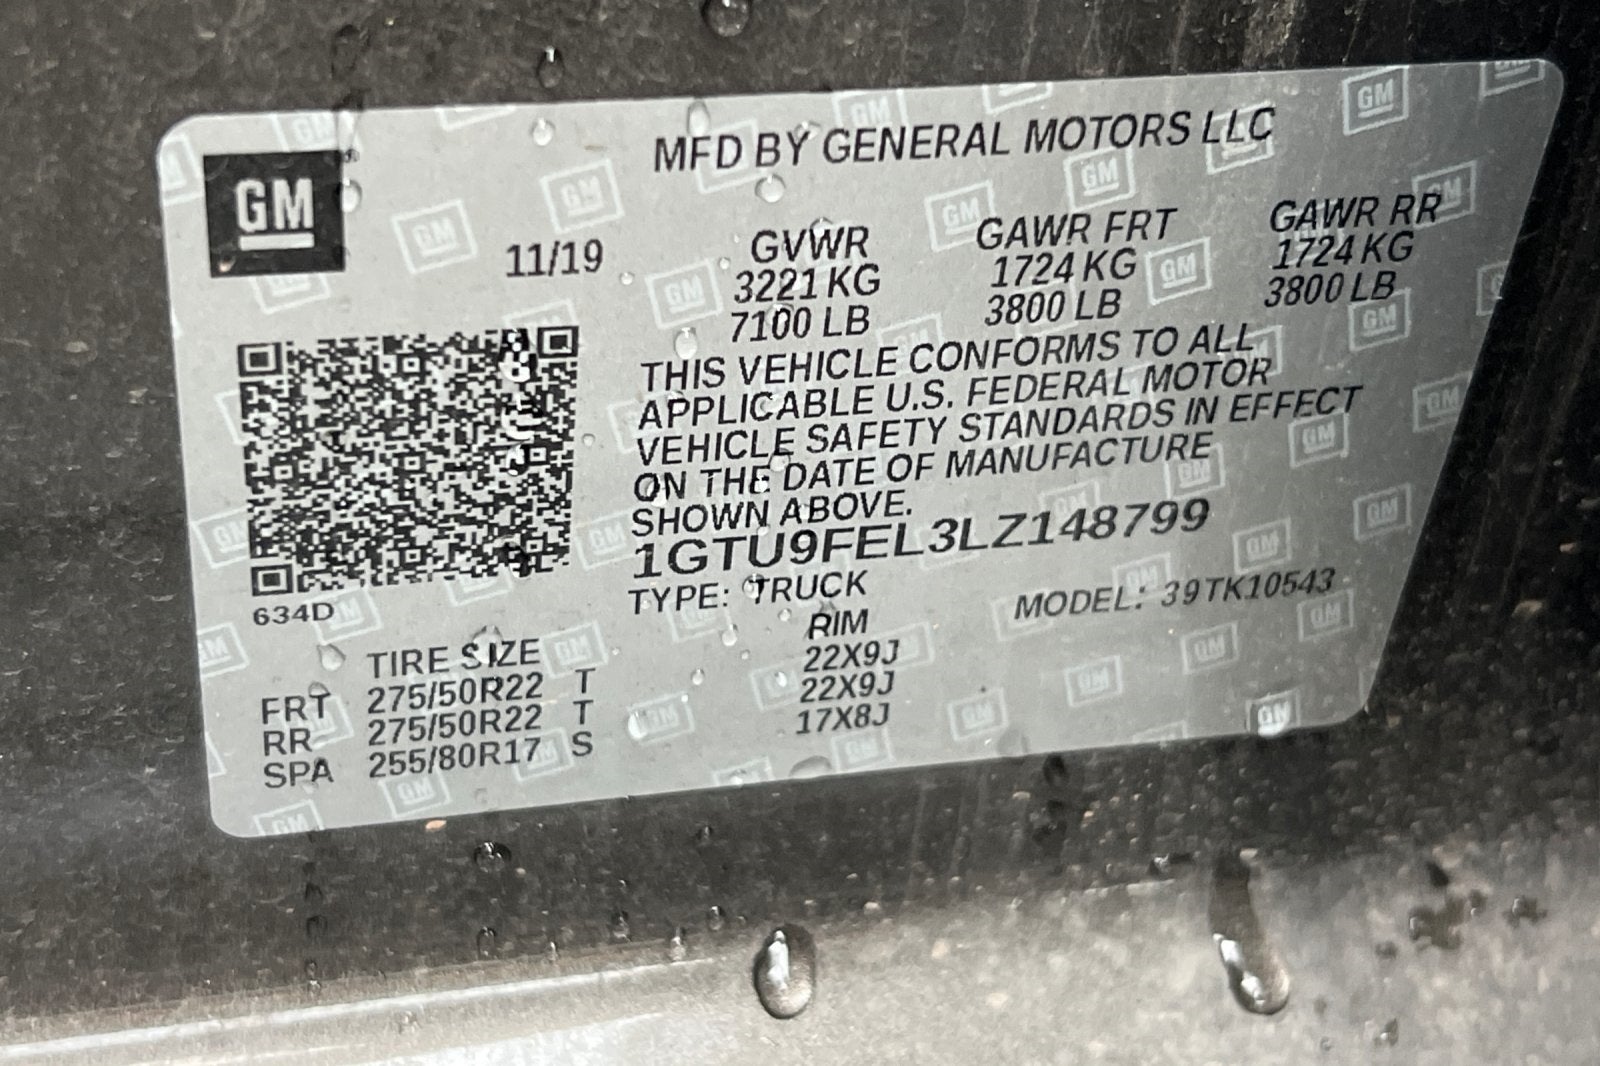 GM
MFD BY GENERAL MOTORS LLC
11/19
GVWR GAWR FRT GAWR RR
3221 KG 1724 KG 1724 KG
7100 LB 3800 LB 3800 LB
THIS VEHICLE CONFORMS TO ALL
APPLICABLE U.S. FEDERAL MOTOR
VEHICLE SAFETY STANDARDS IN EFFECT
ON THE DATE OF MANUFACTURE
SHOWN ABOVE.
1GTU9FEL3LZ148799
TYPE: TRUCK MODEL: 39TK10543
634D
TIRE SIZE RIM
FRT 275/50R22 T 22X9J
RR 275/50R22 T 22X9J
SPA 255/80R17 S 17X8J